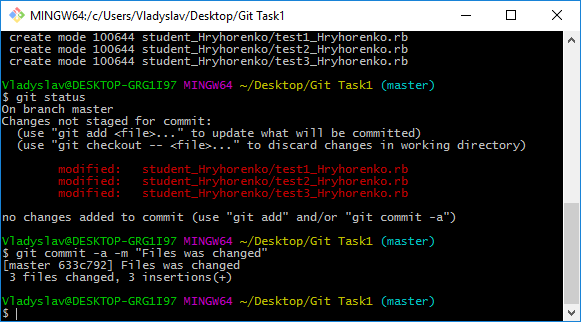 MINGW64:/c/Users/Vladyslav/Desktop/Git Task1
create mode 100644 student_Hryhorenko/test1_Hryhorenko.rb
create mode 100644 student_Hryhorenko/test2_Hryhorenko.rb
create mode 100644 student_Hryhorenko/test3_Hryhorenko.rb
Vladyslav@DESKTOP-GRG1I97 MINGW64 ~/Desktop/Git Task1 (master)
$ git status
On branch master
Changes not staged for commit:
(use "git add <file>..." to update what will be committed)
(use "git checkout -- <file>..." to discard changes in working directory)
modified: student_Hryhorenko/test1_Hryhorenko.rb
modified: student_Hryhorenko/test2_Hryhorenko.rb
modified: student_Hryhorenko/test3_Hryhorenko.rb
no changes added to commit (use "git add" and/or "git commit -a")
Vladyslav@DESKTOP-GRG1I97 MINGW64 ~/Desktop/Git Task1 (master)
$ git commit -a -m "Files was changed"
[master 633c792] Files was changed
3 files changed, 3 insertions(+)
Vladyslav@DESKTOP-GRG1I97 MINGW64 ~/Desktop/Git Task1 (master)
$